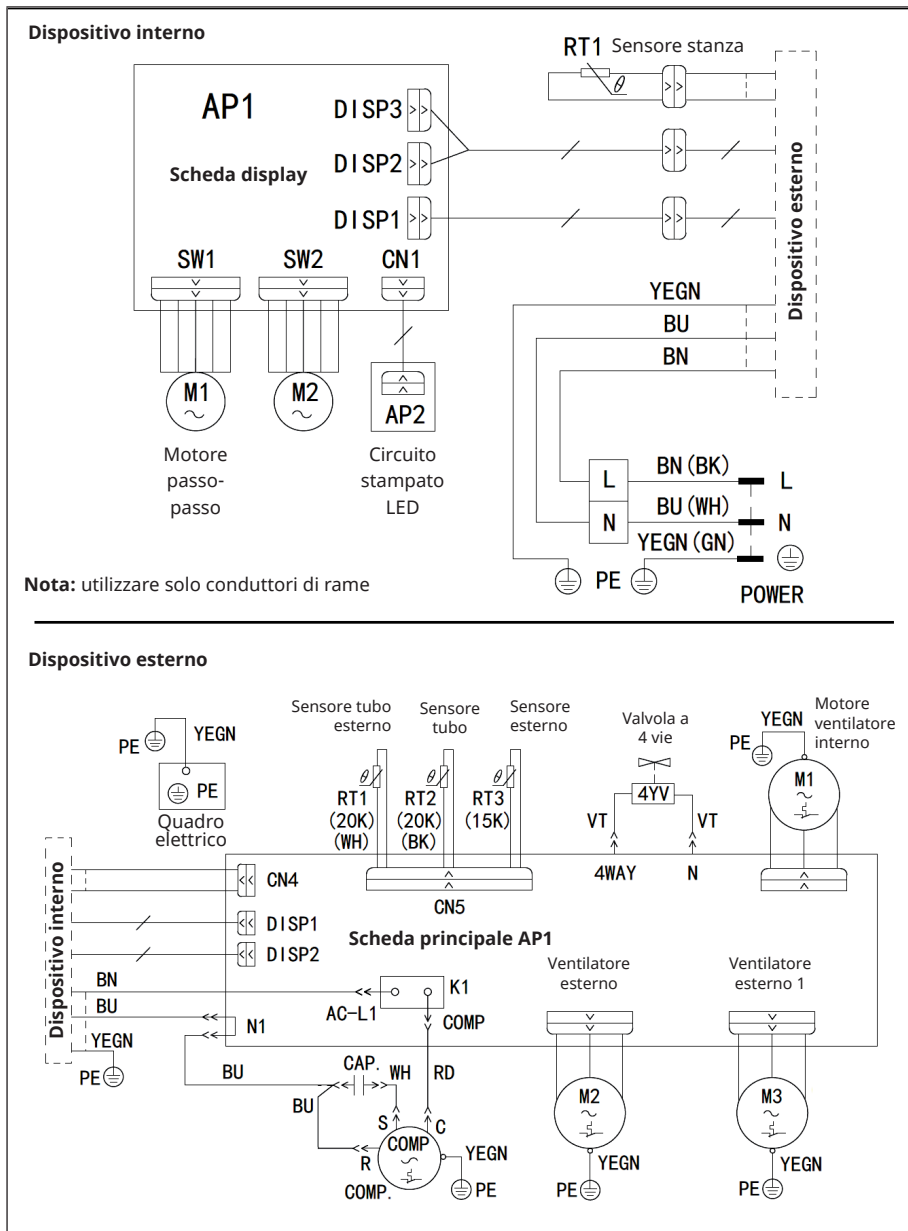 Dispositivo interno
RT1 Sensore stanza
θ
AP1
DISP3
Scheda display
DISP2
DISP1
SW1 SW2 CN1
Dispositivo esterno
YEGN
BU
BN
M1 M2
AP2
Motore
passo-
passo
Circuito
stampato
LED
L BN(BK) L
N BU(WH) N
YEGN(GN)
PE
POWER
Nota: utilizzare solo conduttori di rame
Dispositivo esterno
Sensore tubo
esterno
Sensore
tubo
Sensore
esterno
Valvola a
4 vie
Motore
ventilatore
interno
YEGN
PE
YEGN
PE
PE
Quadro
elettrico
θ θ θ
RT1 RT2 RT3
(20K) (20K) (15K)
(WH) (BK)
4YV
VT VT
M1
4WAY N
Dispositivo interno
CN4
CN5
DISP1
DISP2
Scheda principale AP1
Ventilatore
esterno
Ventilatore
esterno 1
BN
K1
AC-L1
COMP
BU
N1
YEGN
PE
BU
CAP. WH RD
BU
S C
COMP
R
COMP.
YEGN
PE
M2
YEGN
PE
M3
YEGN
PE